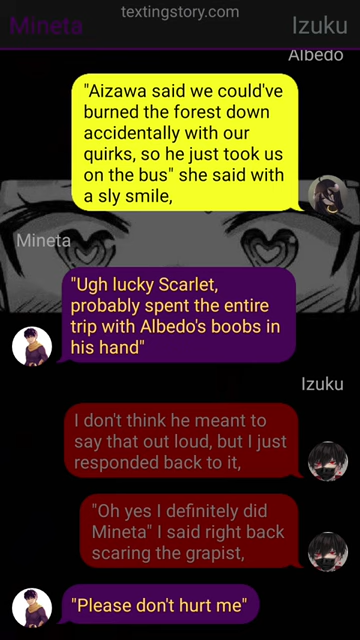 textingstory.com
Mineta
Izuku
Albedo
"Aizawa said we could've
burned the forest down
accidentally with our
quirks, so he just took us
on the bus" she said with
a sly smile,
Mineta
"Ugh lucky Scarlet,
probably spent the entire
trip with Albedo's boobs in
his hand"
Izuku
I don't think he meant to
say that out loud, but I just
responded back to it,
"Oh yes I definitely did
Mineta" I said right back
scaring the grapist,
"Please don't hurt me"